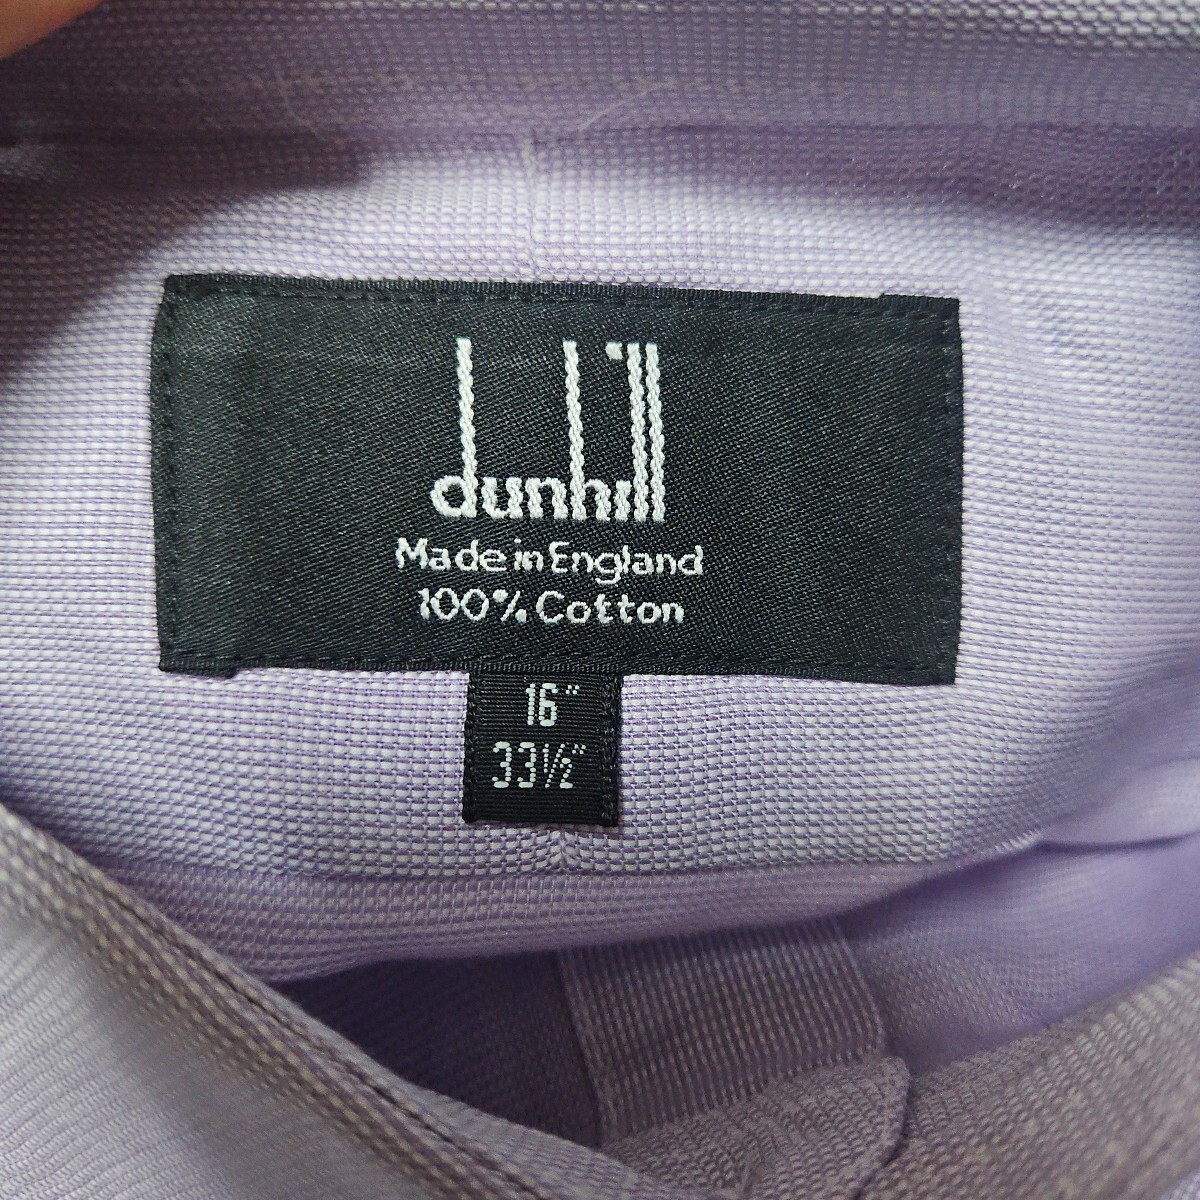 dunhill
Made in England
100% Cotton
16"
33½"